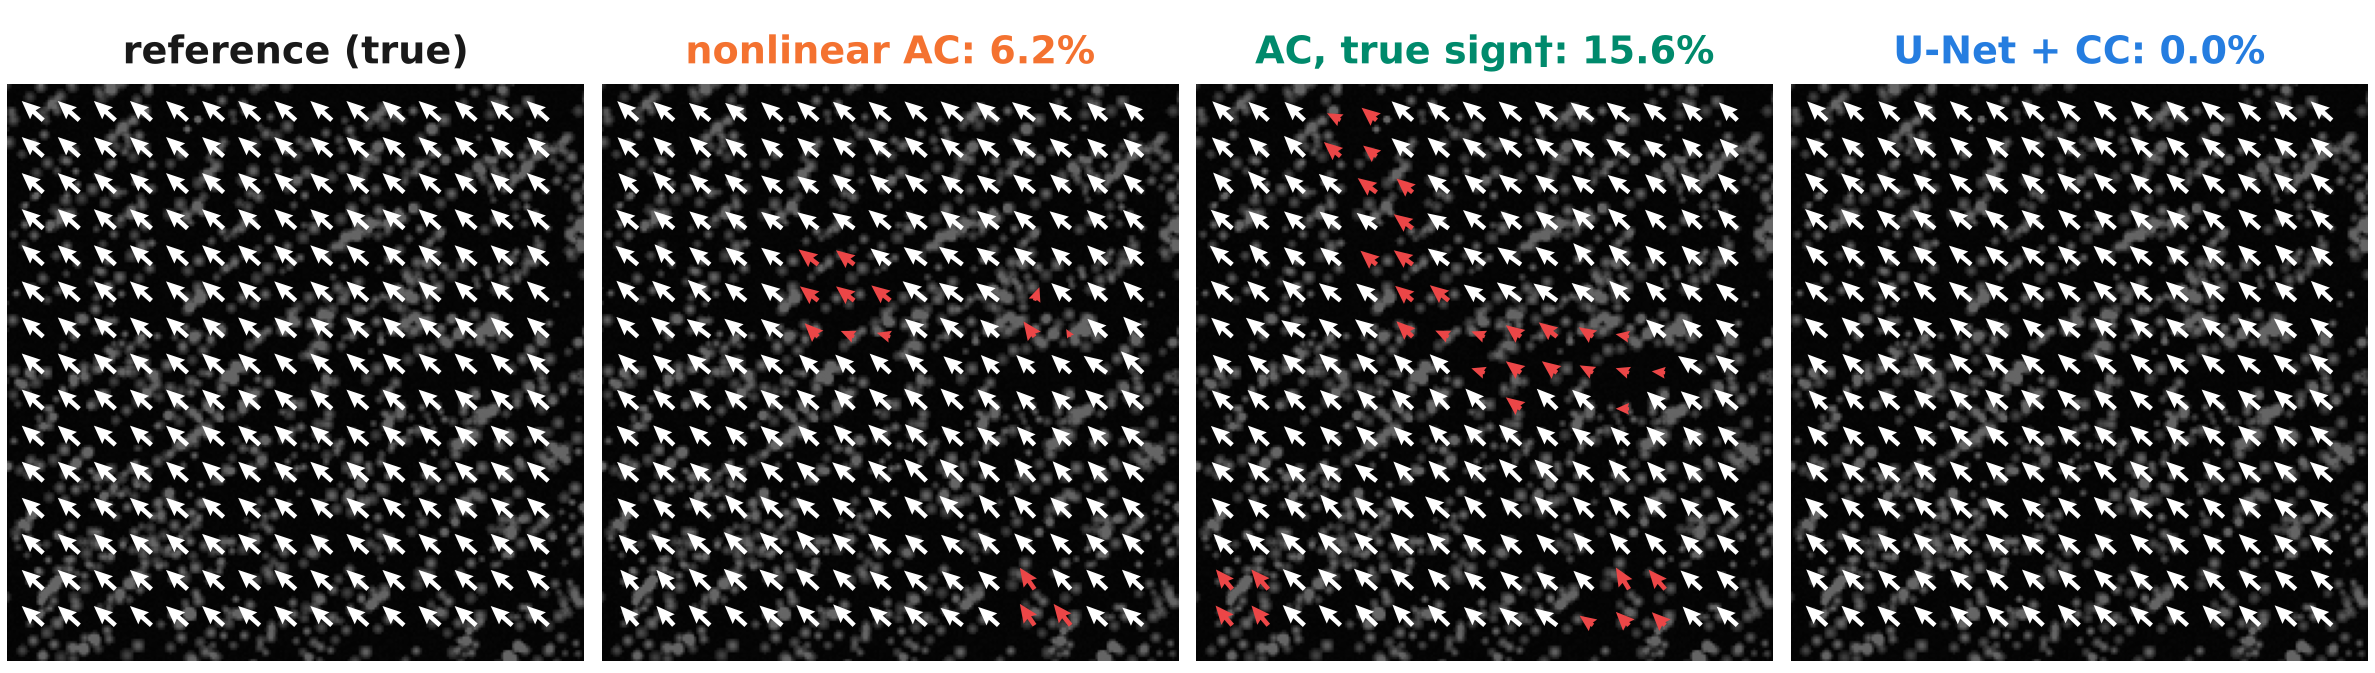 reference (true)
nonlinear AC: 6.2%
AC, true sign†: 15.6%
U-Net + CC: 0.0%